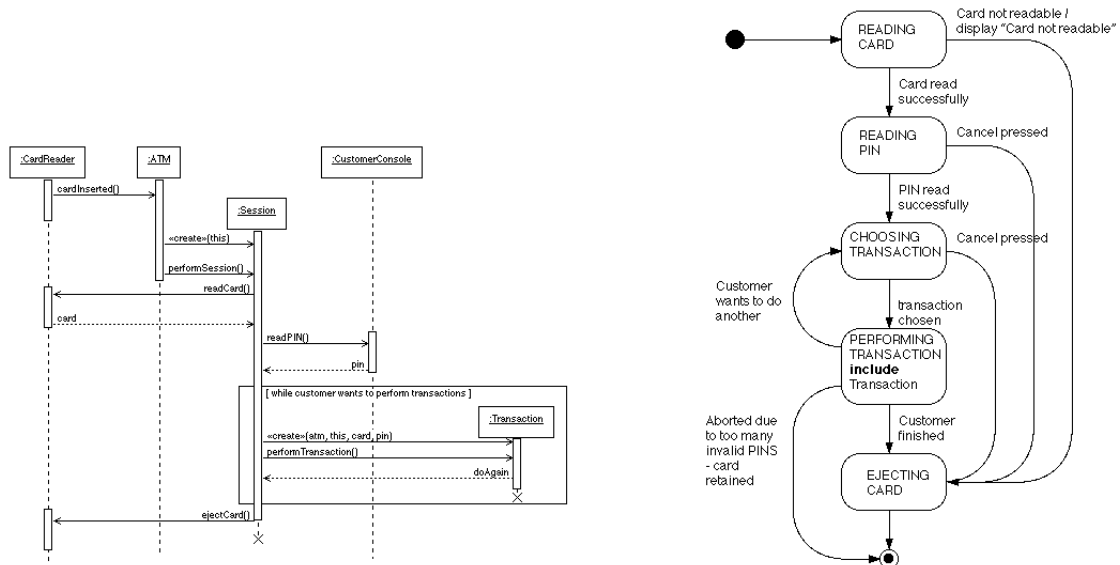 :CardReader
:ATM
:CustomerConsole
cardInserted()
:Session
«create»(this)
performSession()
readCard()
card
readPIN()
pin
[ while customer wants to perform transactions ]
:Transaction
«create»(atm, this, card, pin)
performTransaction()
doAgain
ejectCard()
READING
CARD
Card not readable /
display "Card not readable"
Card read
successfully
READING
PIN
Cancel pressed
PIN read
successfully
CHOOSING
TRANSACTION
Cancel pressed
Customer
wants to do
another
transaction
chosen
PERFORMING
TRANSACTION
include
Transaction
Aborted due
to too many
invalid PINS
- card
retained
Customer
finished
EJECTING
CARD